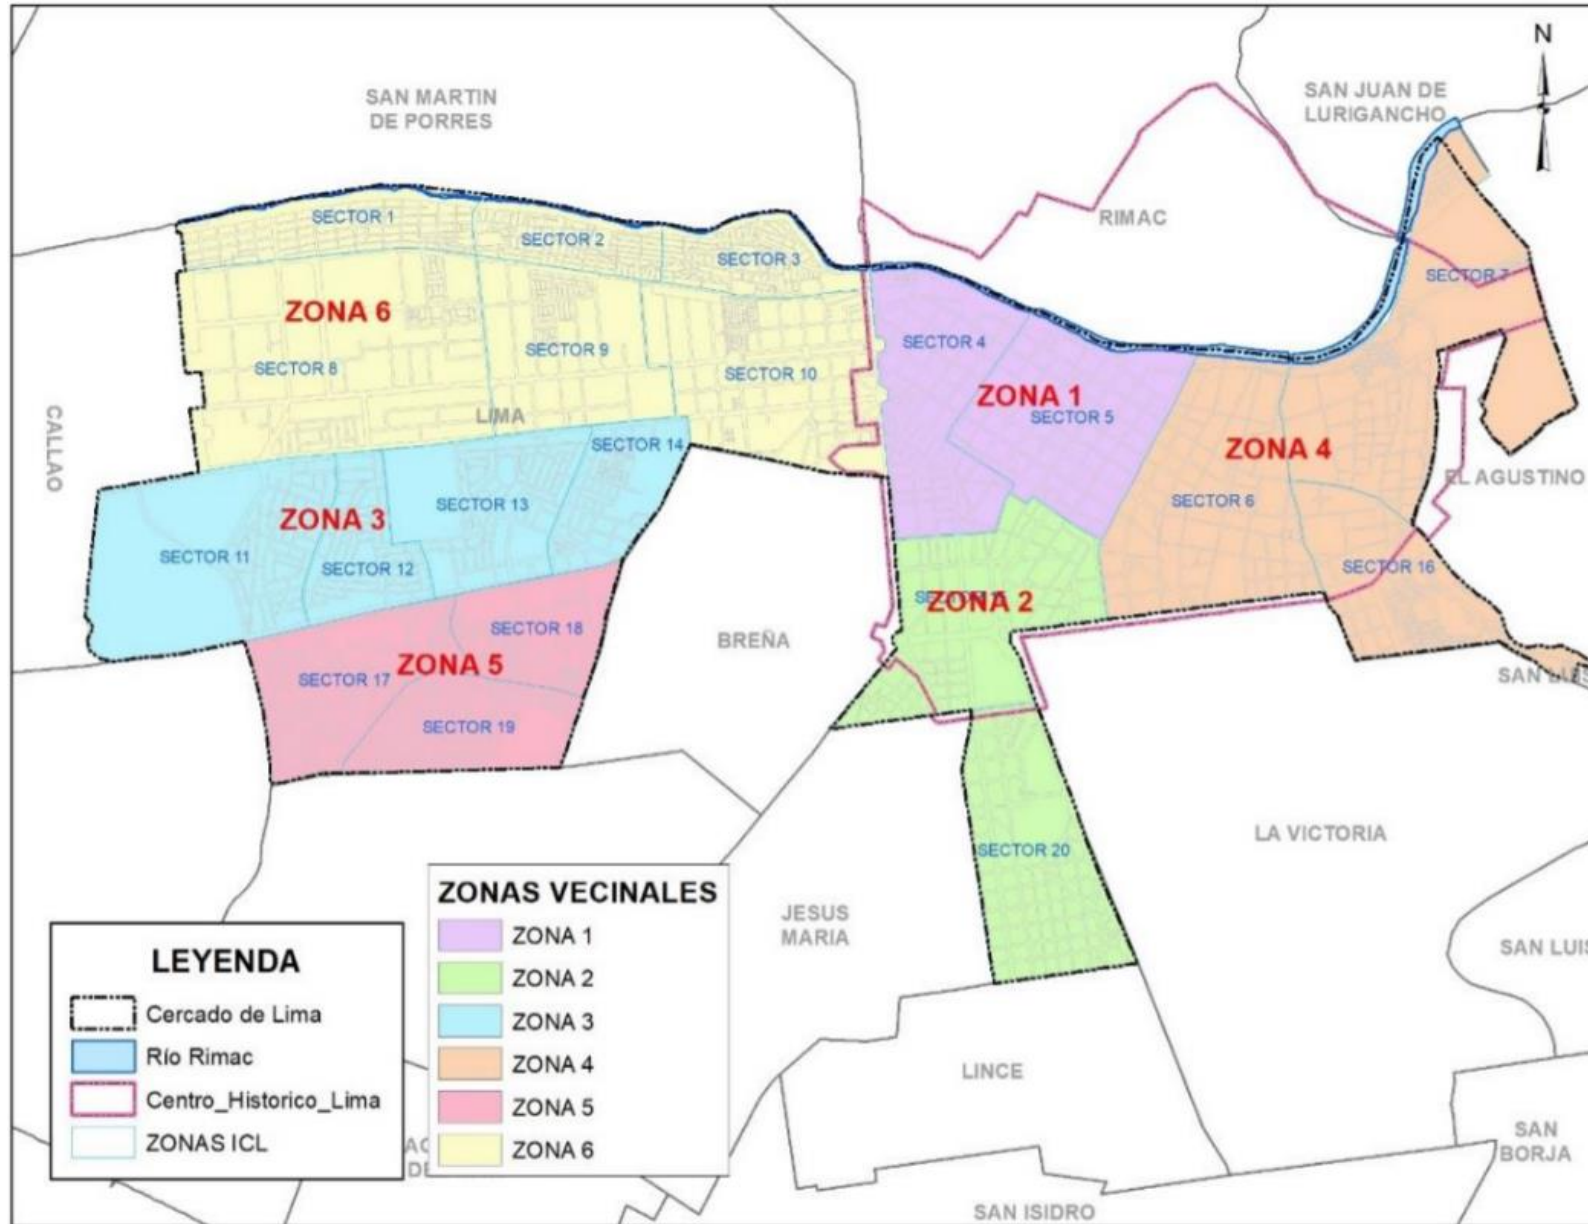 N
SAN MARTIN
DE PORRES
SAN JUAN DE
LURIGANCHO
RIMAC
SECTOR 1
SECTOR 2
SECTOR 3
SECTOR 7
ZONA 6
SECTOR 4
SECTOR 9
SECTOR 8
SECTOR 10
ZONA 1
SECTOR 5
LIMA
CALLAO
SECTOR 14
ZONA 4
EL AGUSTINO
SECTOR 6
SECTOR 13
ZONA 3
SECTOR 11
SECTOR 12
SECTOR 16
ZONA 2
SECTOR 18
BREÑA
ZONA 5
SECTOR 17
SAN LUIS
SECTOR 19
LA VICTORIA
SECTOR 20
JESUS
MARIA
SAN LUIS
LINCE
SAN
BORJA
SAN ISIDRO
LEYENDA
Cercado de Lima
Río Rimac
Centro_Historico_Lima
ZONAS ICL
ZONAS VECINALES
ZONA 1
ZONA 2
ZONA 3
ZONA 4
ZONA 5
ZONA 6